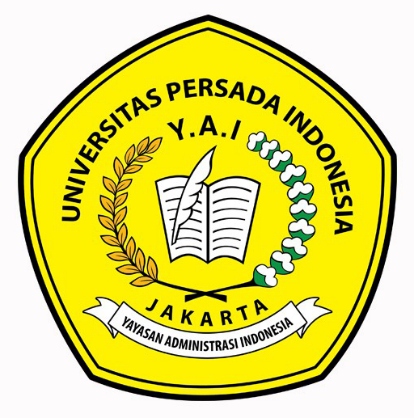 UNIVERSITAS PERSADA INDONESIA
Y.A.I
JAKARTA
YAYASAN ADMINISTRASI INDONESIA